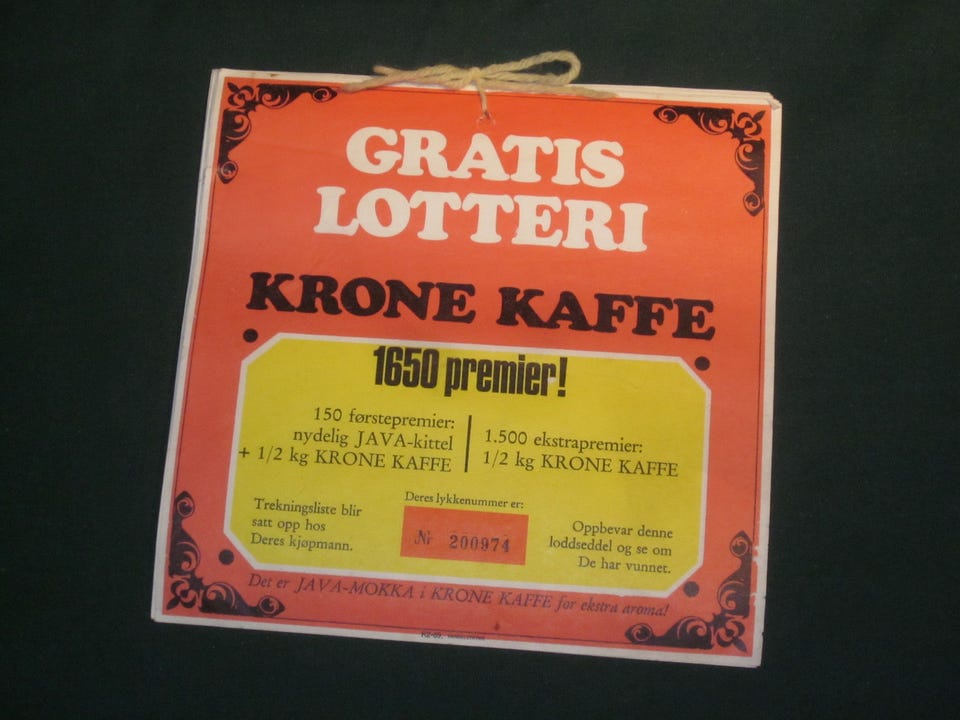 GRATIS
LOTTERI
KRONE KAFFE
1650 premier!
150 førstepremier:
nydelig JAVA-kittel
+ 1/2 kg KRONE KAFFE
1.500 ekstrapremier:
1/2 kg KRONE KAFFE
Trekningsliste blir
satt opp hos
Deres kjøpmann.
Deres lykkenummer er:
Nr 200974
Oppbevar denne
loddseddel og se om
De har vunnet.
Det er JAVA-MOKKA i KRONE KAFFE for ekstra aroma!